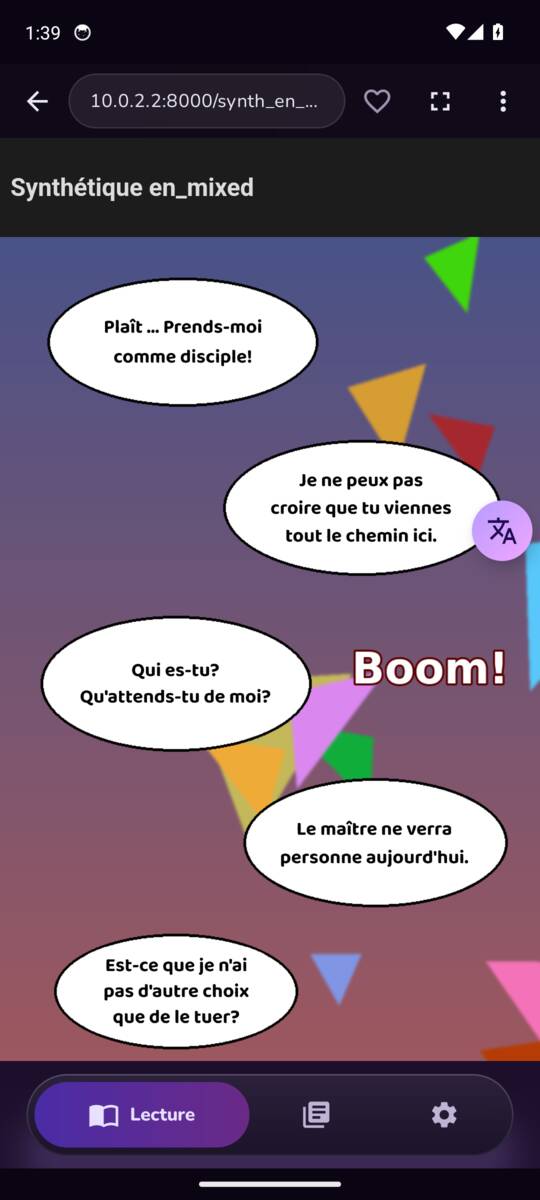 1:39
10.0.2.2:8000/synth_en_...
Synthétique en_mixed
Plaît ... Prends-moi
comme disciple!
Je ne peux pas
croire que tu viennes
tout le chemin ici.
Qui es-tu?
Qu'attends-tu de moi?
Boom!
Le maître ne verra
personne aujourd'hui.
Est-ce que je n'ai
pas d'autre choix
que de le tuer?
Lecture